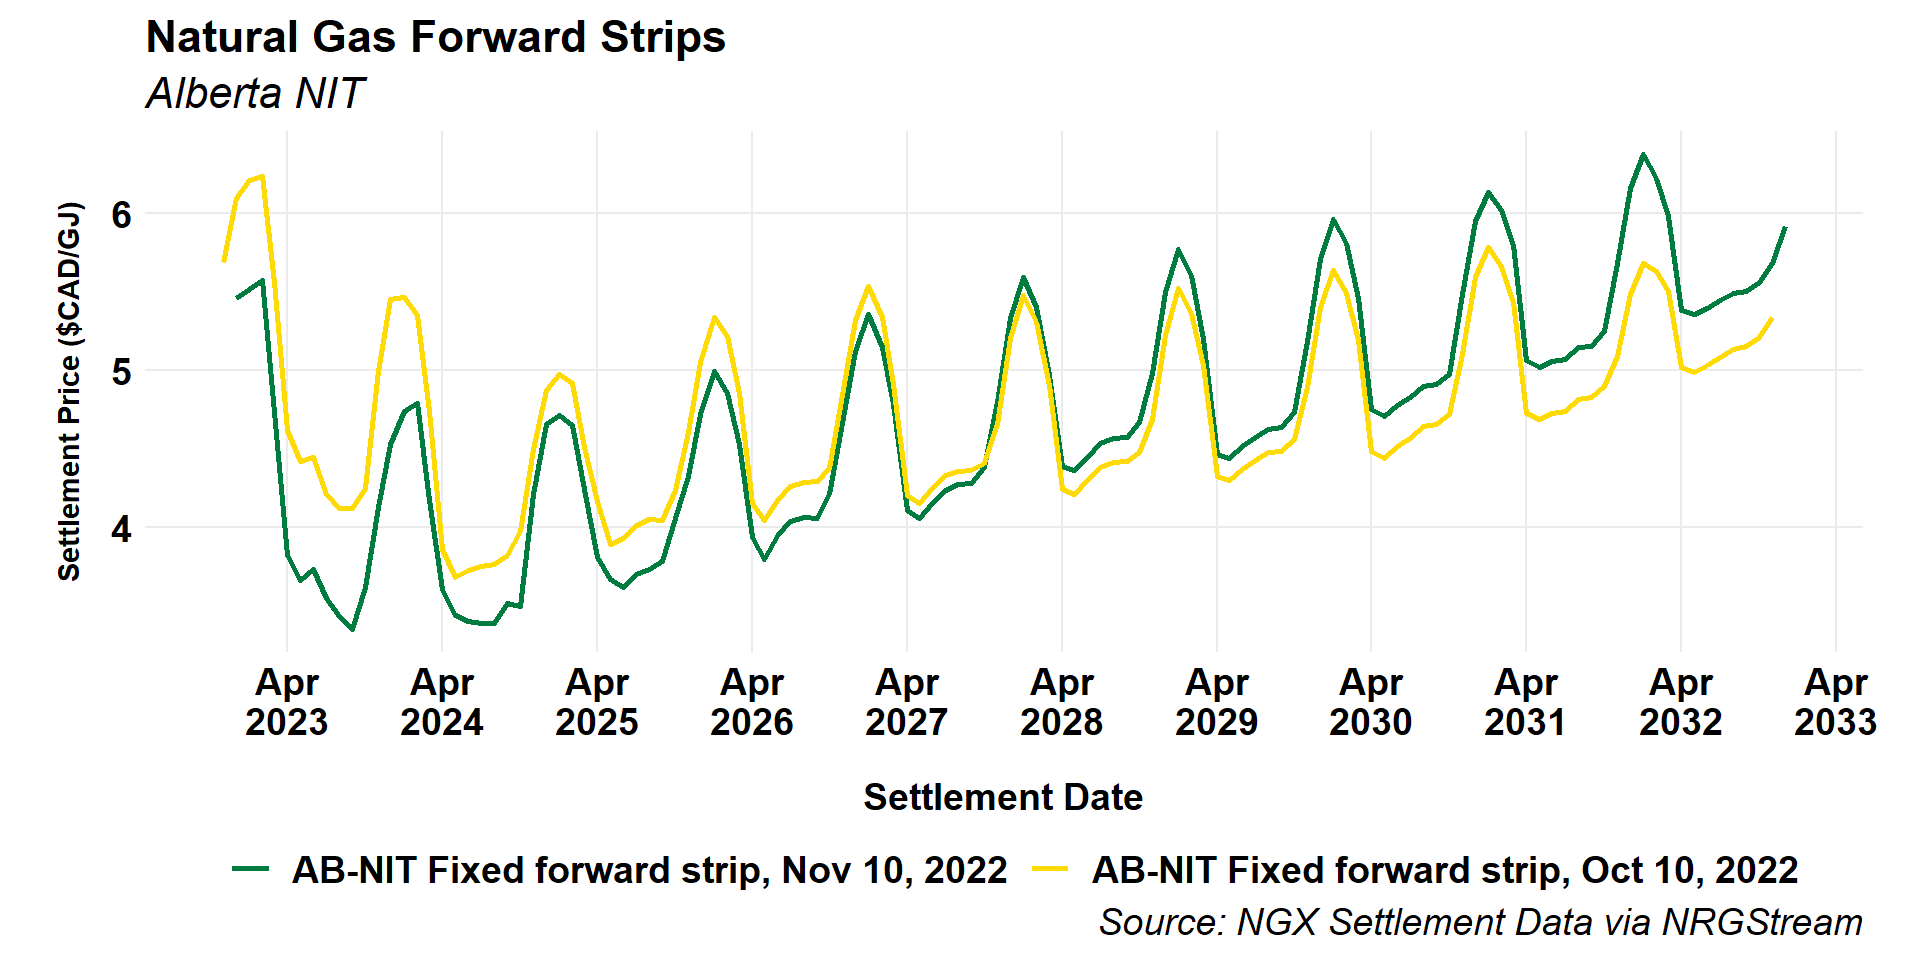 Natural Gas Forward Strips
Alberta NIT
Settlement Price ($CAD/GJ)
6
5
4
Apr 2023
Apr 2024
Apr 2025
Apr 2026
Apr 2027
Apr 2028
Apr 2029
Apr 2030
Apr 2031
Apr 2032
Apr 2033
Settlement Date
AB-NIT Fixed forward strip, Nov 10, 2022
AB-NIT Fixed forward strip, Oct 10, 2022
Source: NGX Settlement Data via NRGStream